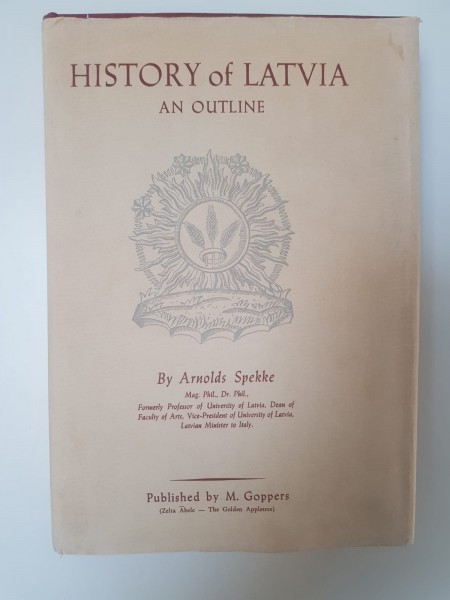 HISTORY of LATVIA
AN OUTLINE
By Arnolds Spekke
Mag. Phil., Dr. Phil.,
Formerly Professor of University of Latvia, Dean of
Faculty of Arts, Vice-President of University of Latvia,
Latvian Minister to Italy.
Published by M. Goppers
(Zelta Ābele — The Golden Appletree)